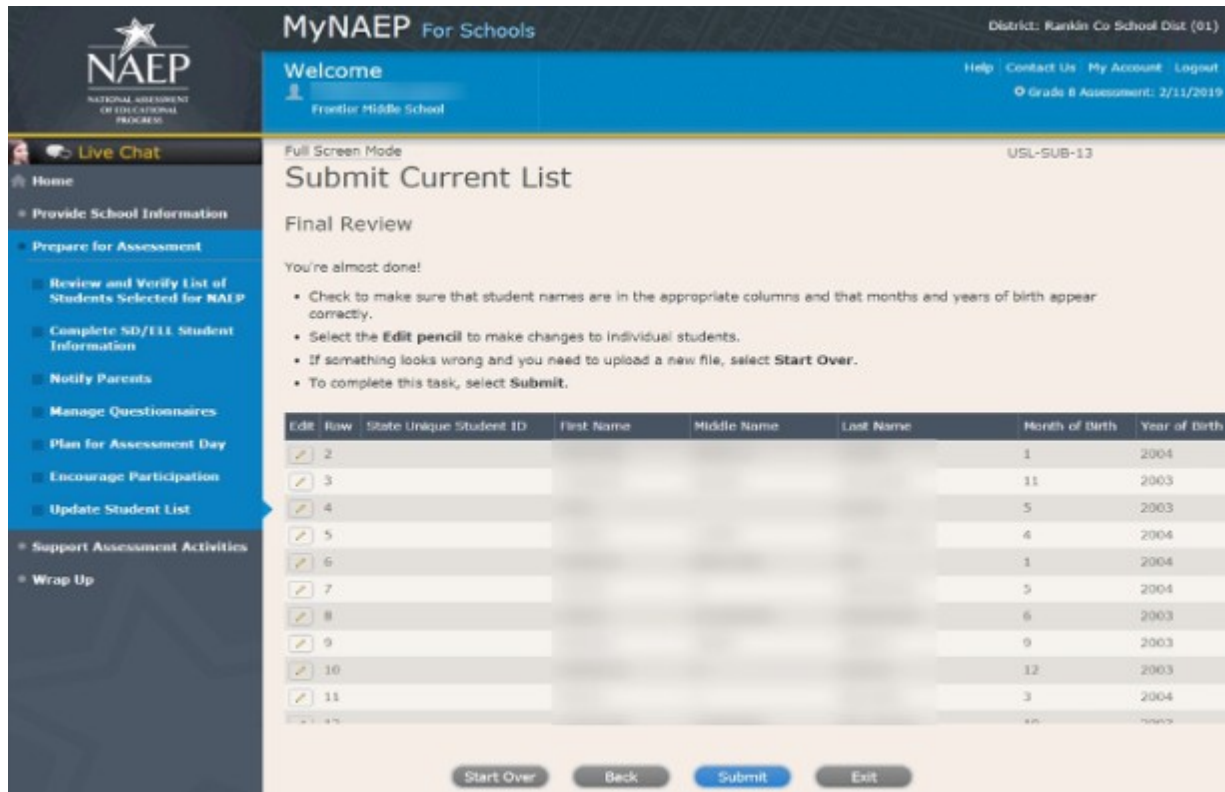 MyNAEP For Schools
District: Rankin Co School Dist (01)
NAEP
NATIONAL ASSESSMENT
OF EDUCATIONAL
PROGRESS
Welcome
Frontier Middle School
Help Contact Us My Account Logout
Grade 8 Assessment: 2/11/2019
Live Chat
Home
Provide School Information
Prepare for Assessment
Review and Verify List of
Students Selected for NAEP
Complete SD/ELL Student
Information
Notify Parents
Manage Questionnaires
Plan for Assessment Day
Encourage Participation
Update Student List
Support Assessment Activities
Wrap Up
Full Screen Mode
USL-SUB-13
Submit Current List
Final Review
You're almost done!
• Check to make sure that student names are in the appropriate columns and that months and years of birth appear
correctly.
• Select the Edit pencil to make changes to individual students.
• If something looks wrong and you need to upload a new file, select Start Over.
• To complete this task, select Submit.
Edit Row State Unique Student ID First Name Middle Name Last Name Month of Birth Year of Birth
2 1 2004
3 11 2003
4 5 2003
5 4 2004
6 1 2004
7 5 2004
8 6 2003
9 9 2003
10 12 2003
11 3 2004
Start Over Back Submit Exit